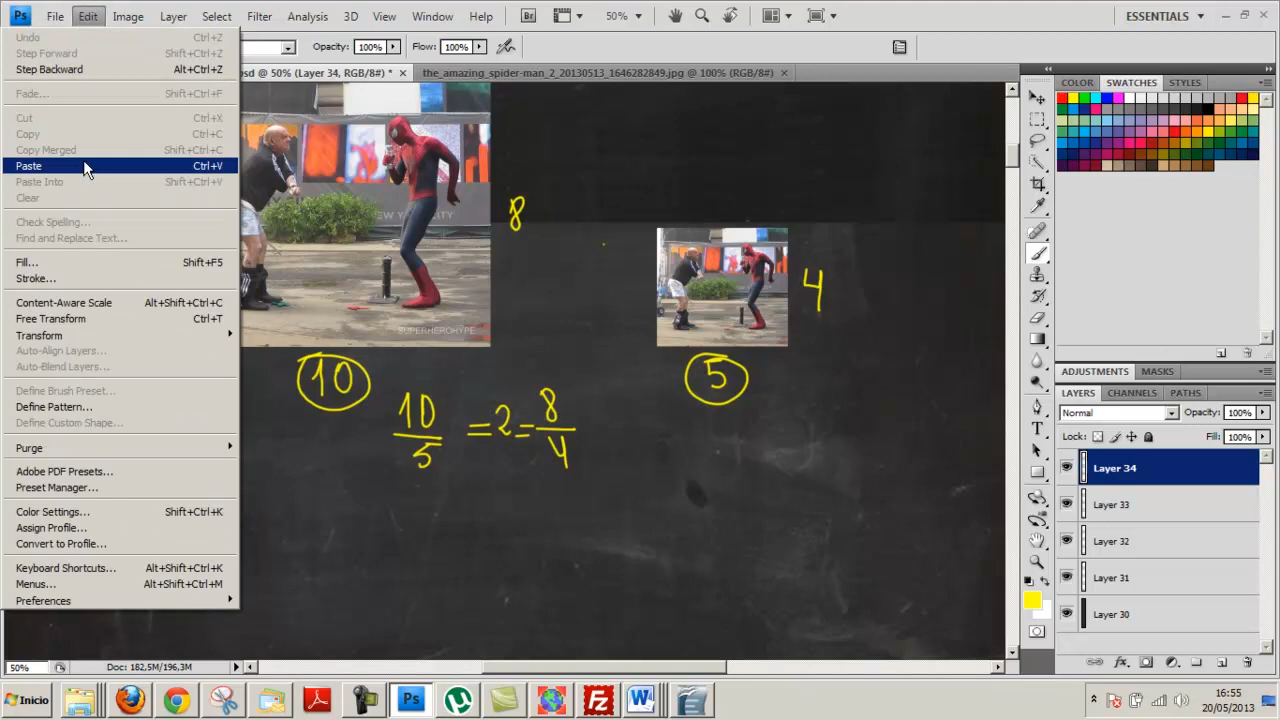 Ps File Edit Image Layer Select Filter Analysis 3D View Window Help Br 50% ESSENTIALS
Opacity: 100% Flow: 100%
psd @ 50% (Layer 34, RGB/8#) * the_amazing_spider-man_2_20130513_1646282849.jpg @ 100% (RGB/8#)
Undo Ctrl+Z
Step Forward Shift+Ctrl+Z
Step Backward Alt+Ctrl+Z
Fade... Shift+Ctrl+F
Cut Ctrl+X
Copy Ctrl+C
Copy Merged Shift+Ctrl+C
Paste Ctrl+V
Paste Into Shift+Ctrl+V
Clear
Check Spelling...
Find and Replace Text...
Fill... Shift+F5
Stroke...
Content-Aware Scale Alt+Shift+Ctrl+C
Free Transform Ctrl+T
Transform
Auto-Align Layers...
Auto-Blend Layers...
Define Brush Preset...
Define Pattern...
Define Custom Shape...
Purge
Adobe PDF Presets...
Preset Manager...
Color Settings... Shift+Ctrl+K
Assign Profile...
Convert to Profile...
Keyboard Shortcuts... Alt+Shift+Ctrl+K
Menus... Alt+Shift+Ctrl+M
Preferences
NEW YORK CITY
SUPERHEROHYPE
8
4
10
5
10/5 = 2 = 8/4
COLOR SWATCHES STYLES
ADJUSTMENTS MASKS
LAYERS CHANNELS PATHS
Normal Opacity: 100%
Lock: Fill: 100%
Layer 34
Layer 33
Layer 32
Layer 31
Layer 30
50% Doc: 182,5M/196,3M
Inicio
Ps
16:55
20/05/2013